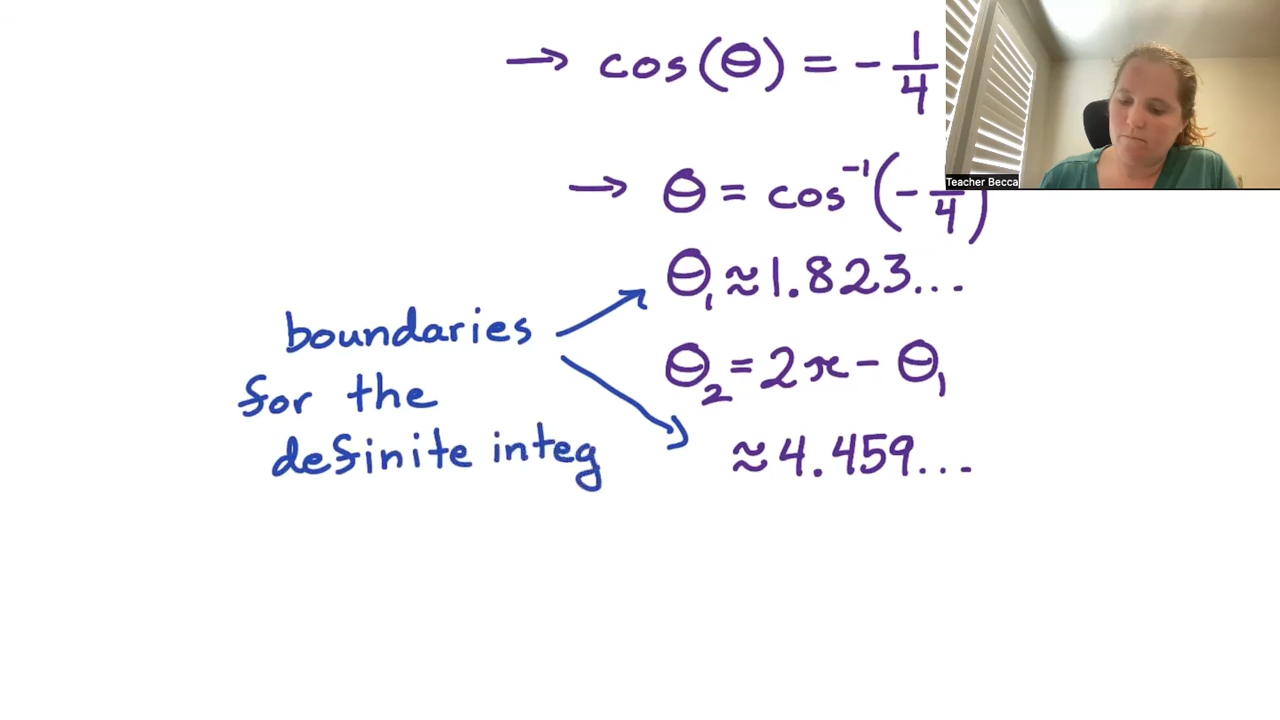 → cos(θ) = - 1/4
Teacher Becca
→ θ = cos⁻¹(- /4)
θ₁ ≈ 1.823...
boundaries
θ₂ = 2π - θ₁
for the
definite integ
≈ 4.459...